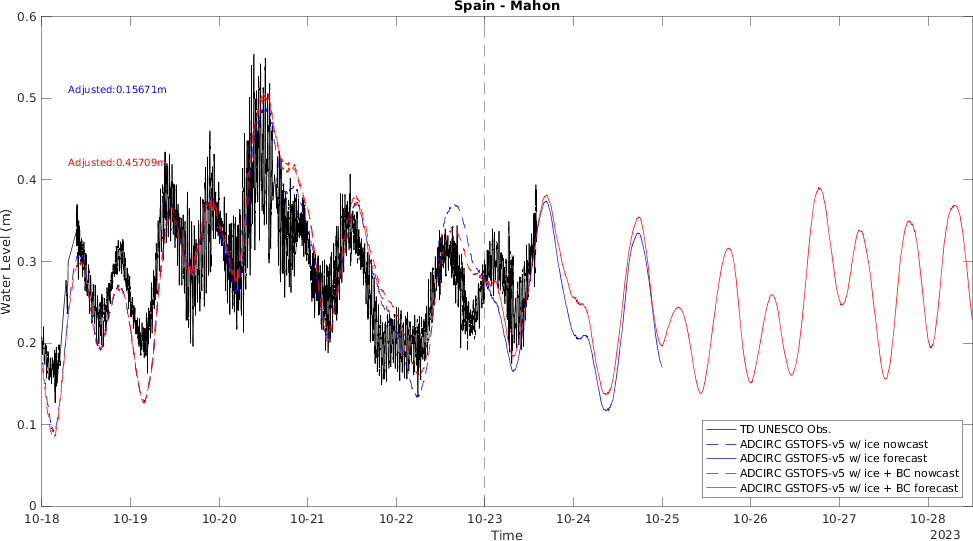 Spain - Mahon
0.6
0.5
0.4
0.3
0.2
0.1
0
Water Level (m)
Adjusted:0.15671m
Adjusted:0.45709m
TD UNESCO Obs.
ADCIRC GSTOFS-v5 w/ ice nowcast
ADCIRC GSTOFS-v5 w/ ice forecast
ADCIRC GSTOFS-v5 w/ ice + BC nowcast
ADCIRC GSTOFS-v5 w/ ice + BC forecast
10-18 10-19 10-20 10-21 10-22 10-23 10-24 10-25 10-26 10-27 10-28
Time
2023